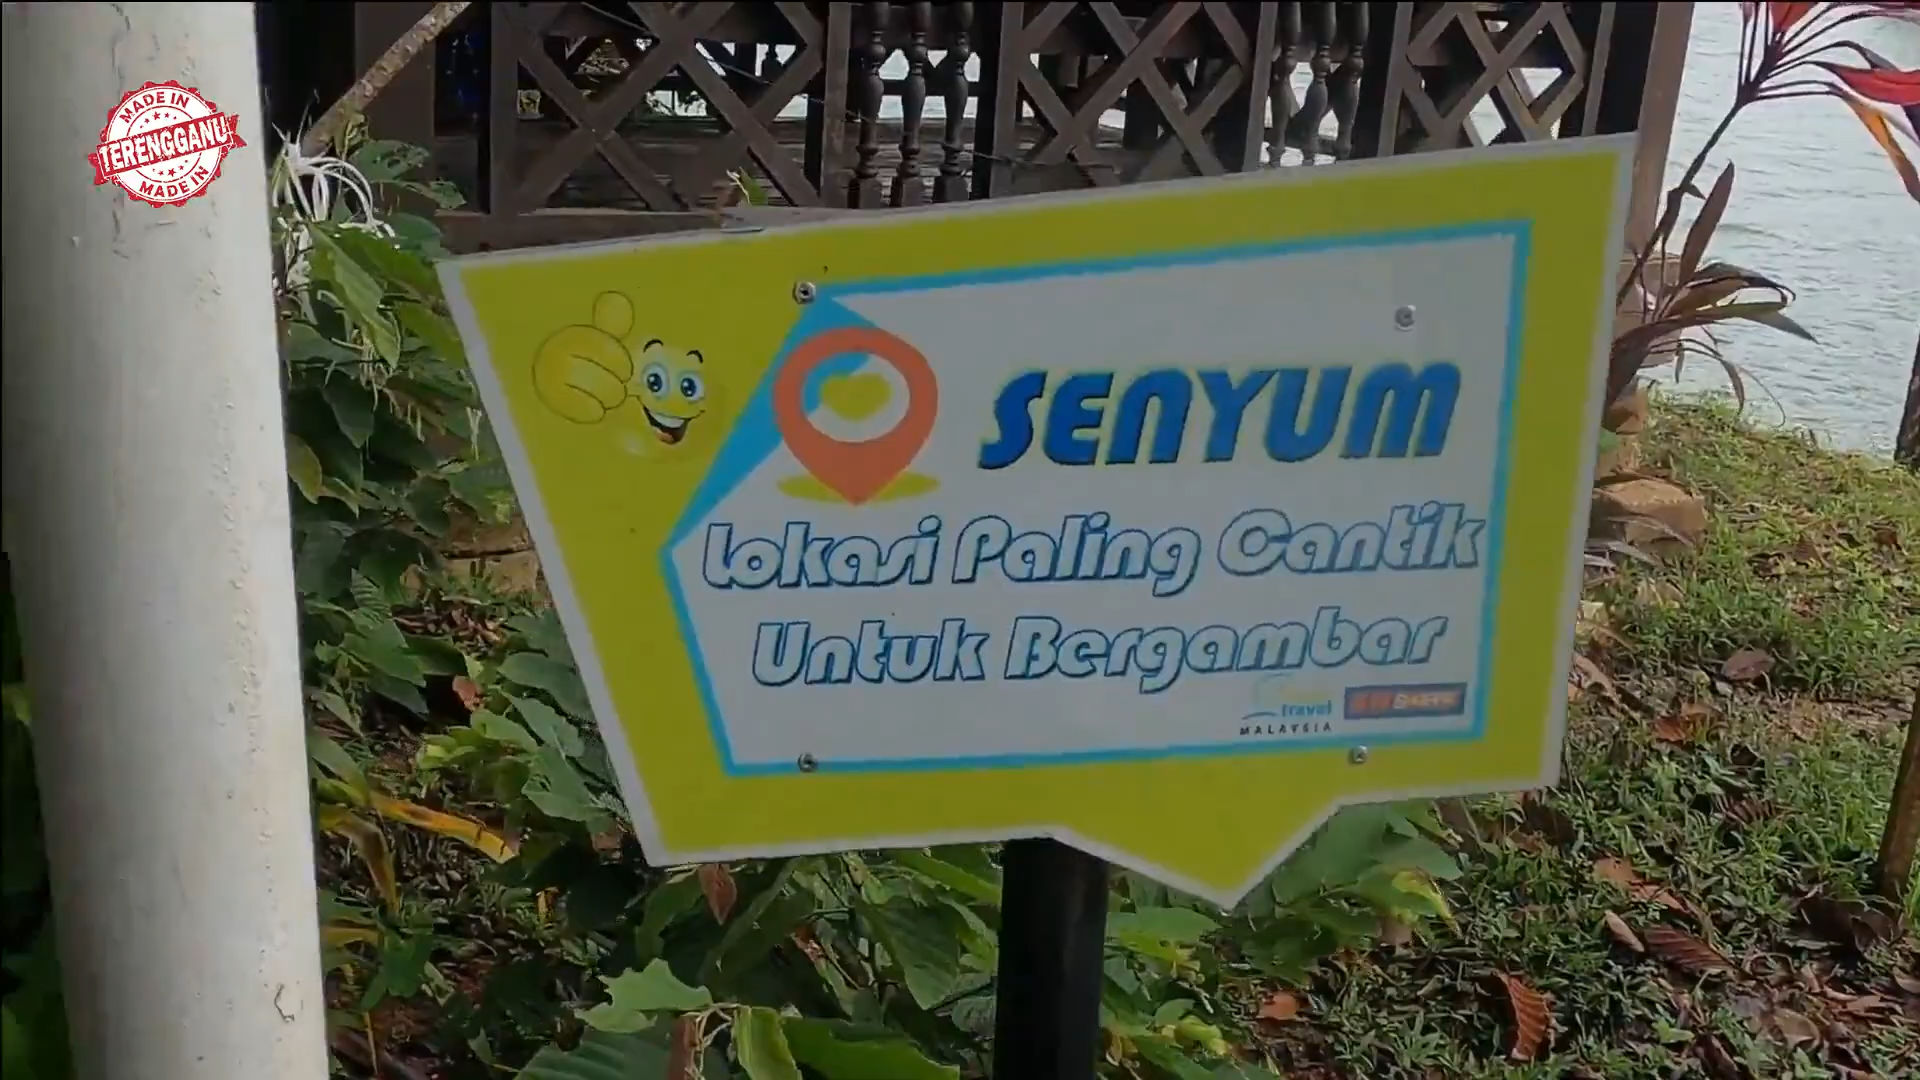 MADE IN
TERENGGANU
MADE IN
SENYUM
Lokasi Paling Cantik
Untuk Bergambar
travel
MALAYSIA